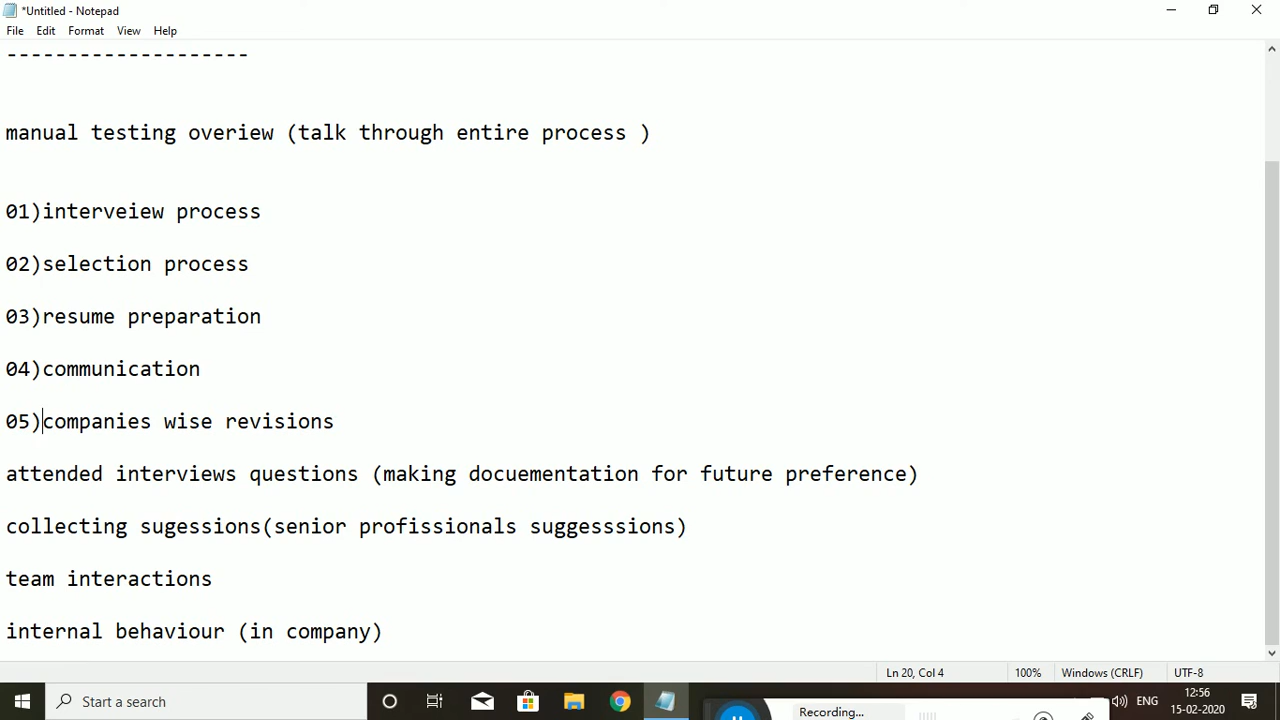 *Untitled - Notepad
File Edit Format View Help
-------------------- 
manual testing overiew (talk through entire process )
01)interveiew process
02)selection process
03)resume preparation
04)communication
05)companies wise revisions
attended interviews questions (making docuementation for future preference)
collecting sugessions(senior profissionals suggesssions)
team interactions
internal behaviour (in company)
Ln 20, Col 4 100% Windows (CRLF) UTF-8
Start a search
Recording...
ENG
12:56
15-02-2020